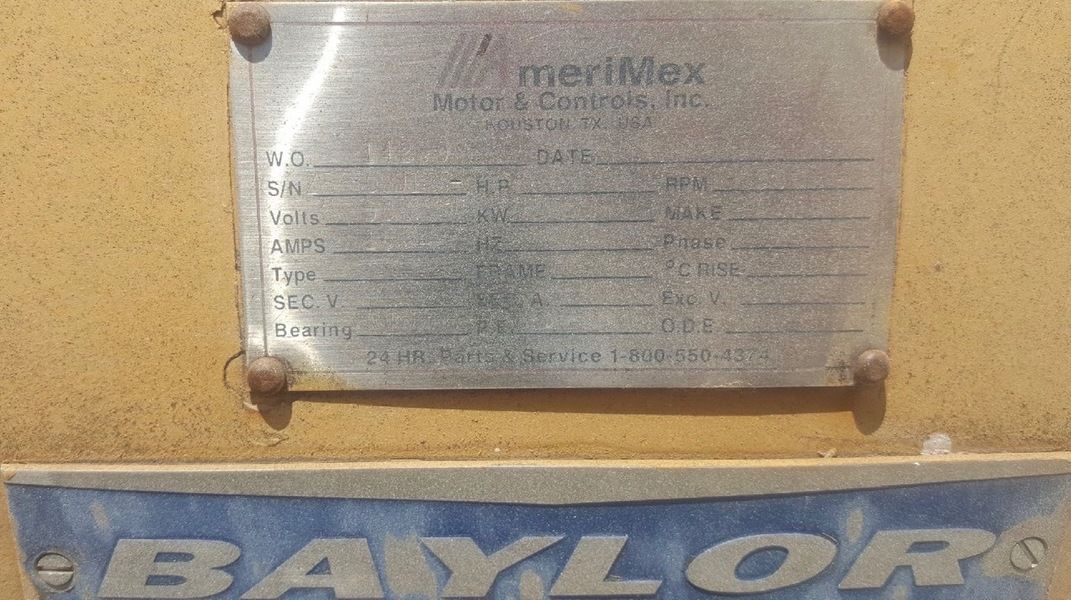 AmeriMex
Motor & Controls, Inc.
HOUSTON, TX, USA
W.O. DATE
S/N H.P. RPM
Volts KW MAKE
AMPS HZ Phase
Type FRAME °C RISE
SEC. V. A. Exc. V.
Bearing P.E. O.D.E.
24 HR. Parts & Service 1-800-550-4374
BAYLOR